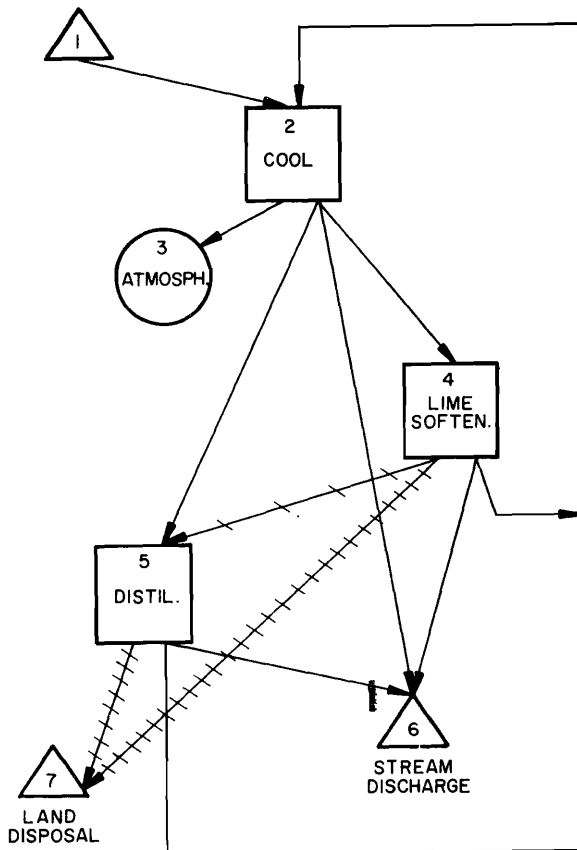 1
2
COOL
3
ATMOSPH.
4
LIME
SOFTEN.
5
DISTIL.
6
STREAM
DISCHARGE
7
LAND
DISPOSAL